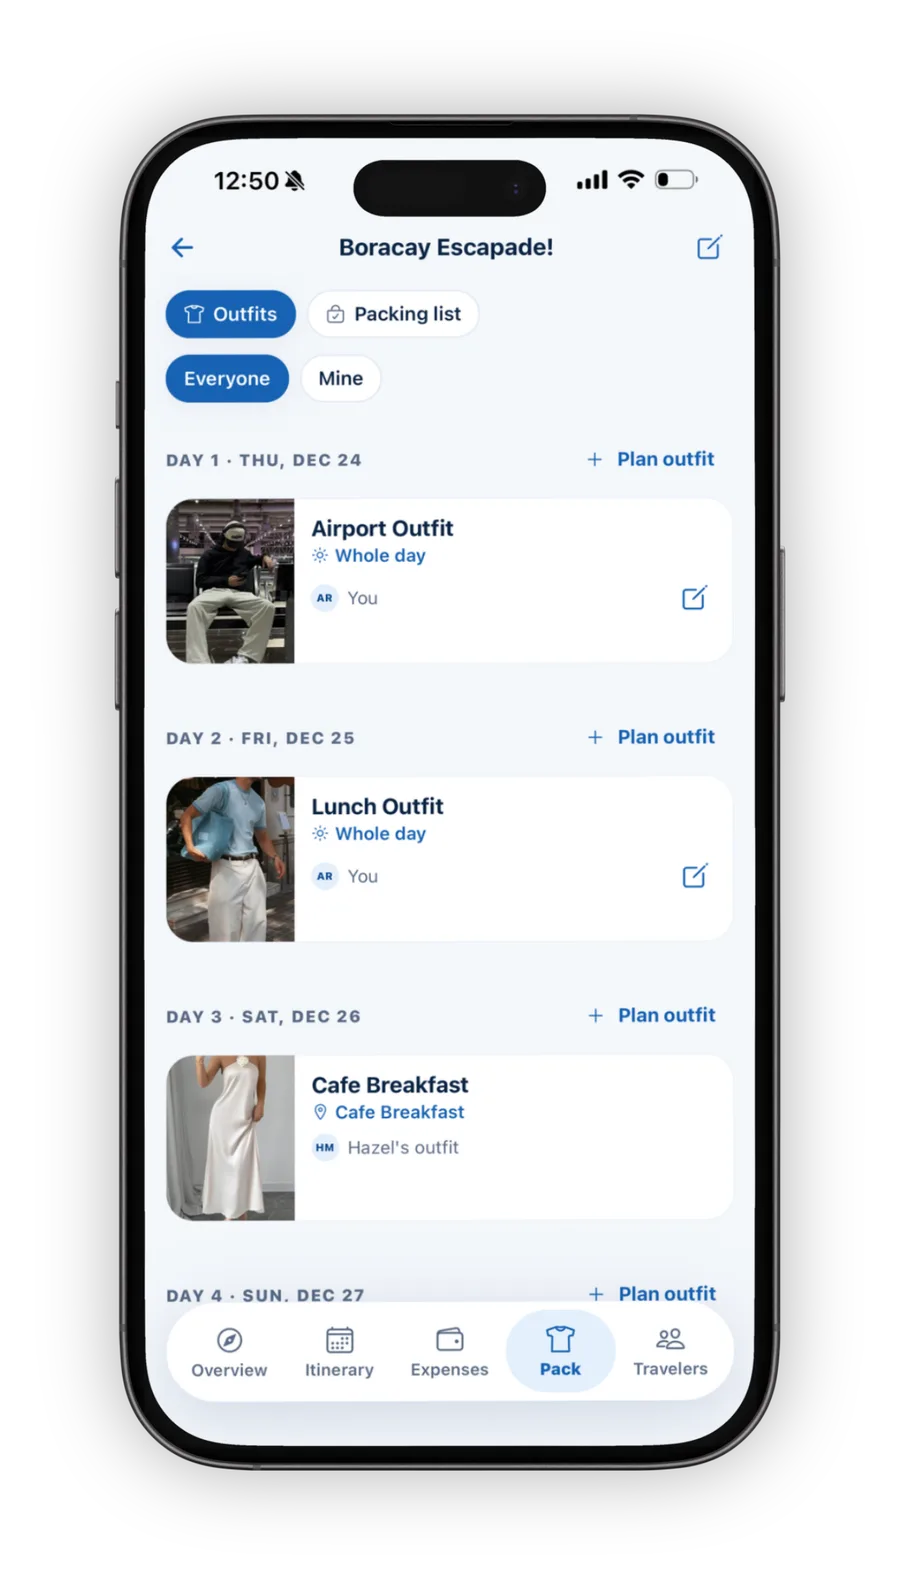 12:50
Boracay Escapade!
Outfits
Packing list
Everyone
Mine
DAY 1 · THU, DEC 24
+ Plan outfit
Airport Outfit
Whole day
AR You
DAY 2 · FRI, DEC 25
+ Plan outfit
Lunch Outfit
Whole day
AR You
DAY 3 · SAT, DEC 26
+ Plan outfit
Cafe Breakfast
Cafe Breakfast
HM Hazel's outfit
DAY 4 · SUN, DEC 27
+ Plan outfit
Overview
Itinerary
Expenses
Pack
Travelers